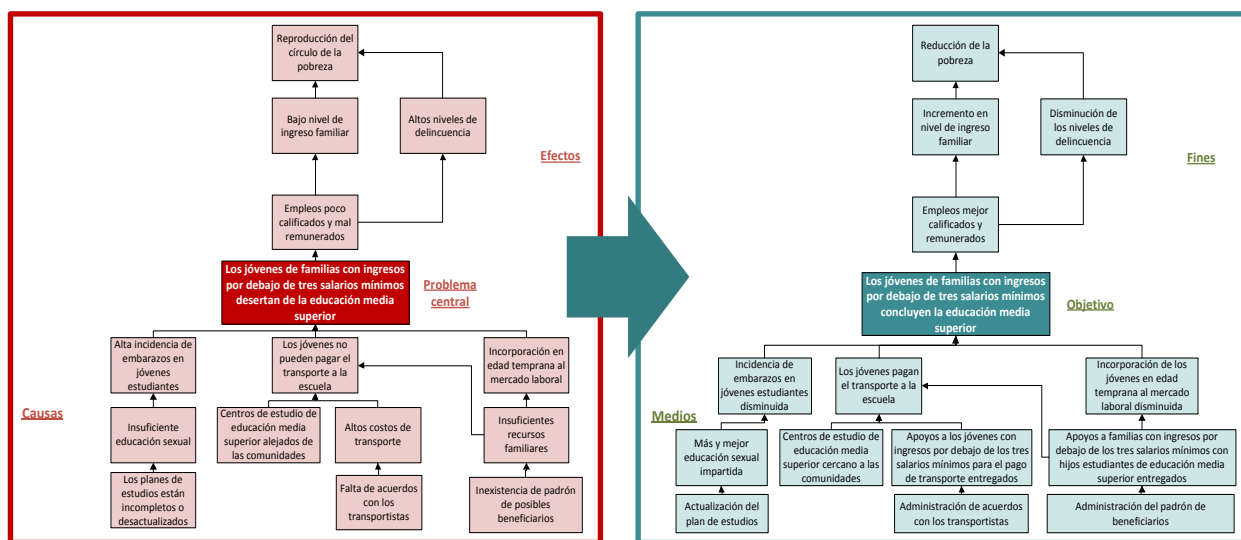 Reproducción del
círculo de la
pobreza
Bajo nivel de
ingreso familiar
Altos niveles de
delincuencia
Efectos
Empleos poco
calificados y mal
remunerados
Los jóvenes de familias con ingresos
por debajo de tres salarios mínimos
desertan de la educación media
superior
Problema
central
Alta incidencia de
embarazos en
jóvenes
estudiantes
Los jóvenes no
pueden pagar el
transporte a la
escuela
Incorporación en
edad temprana al
mercado laboral
Causas
Insuficiente
educación sexual
Centros de estudio de
educación media
superior alejados de
las comunidades
Altos costos de
transporte
Insuficientes
recursos
familiares
Los planes de
estudios están
incompletos o
desactualizados
Falta de acuerdos
con los
transportistas
Inexistencia de padrón de
posibles beneficiarios
Reducción de la
pobreza
Incremento en
nivel de ingreso
familiar
Disminución de
los niveles de
delincuencia
Fines
Empleos mejor
calificados y
remunerados
Los jóvenes de familias con ingresos
por debajo de tres salarios mínimos
concluyen la educación media
superior
Objetivo
Incidencia de
embarazos en
jóvenes estudiantes
disminuida
Los jóvenes pagan
el transporte a la
escuela
Incorporación de los
jóvenes en edad
temprana al mercado
laboral disminuida
Medios
Más y mejor
educación sexual
impartida
Centros de estudio de
educación media
superior cercano a las
comunidades
Apoyos a los jóvenes con
ingresos por debajo de los tres
salarios mínimos para el pago
de transporte entregados
Apoyos a familias con ingresos por
debajo de los tres salarios mínimos con
hijos estudiantes de educación media
superior entregados
Actualización del
plan de estudios
Administración de acuerdos
con los transportistas
Administración del padrón de
beneficiarios